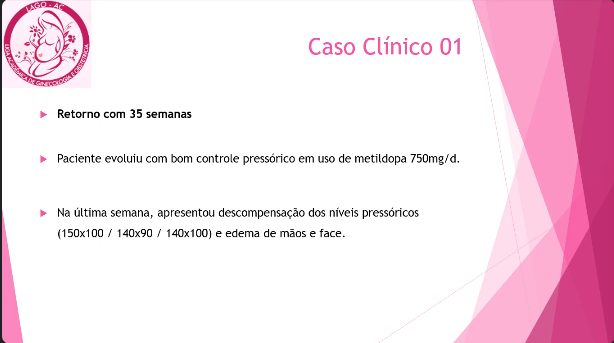 LAGO - AC
LIGA ACADÊMICA DE GINECOLOGIA E OBSTETRÍCIA
Caso Clínico 01
Retorno com 35 semanas
Paciente evoluiu com bom controle pressórico em uso de metildopa 750mg/d.
Na última semana, apresentou descompensação dos níveis pressóricos
(150x100 / 140x90 / 140x100) e edema de mãos e face.